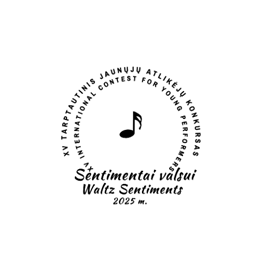 XV TARPTAUTINIS JAUNŲJŲ ATLIKĖJŲ KONKURSAS
XV INTERNATIONAL CONTEST FOR YOUNG PERFORMERS
Sentimentai valsui
Waltz Sentiments
2025 m.